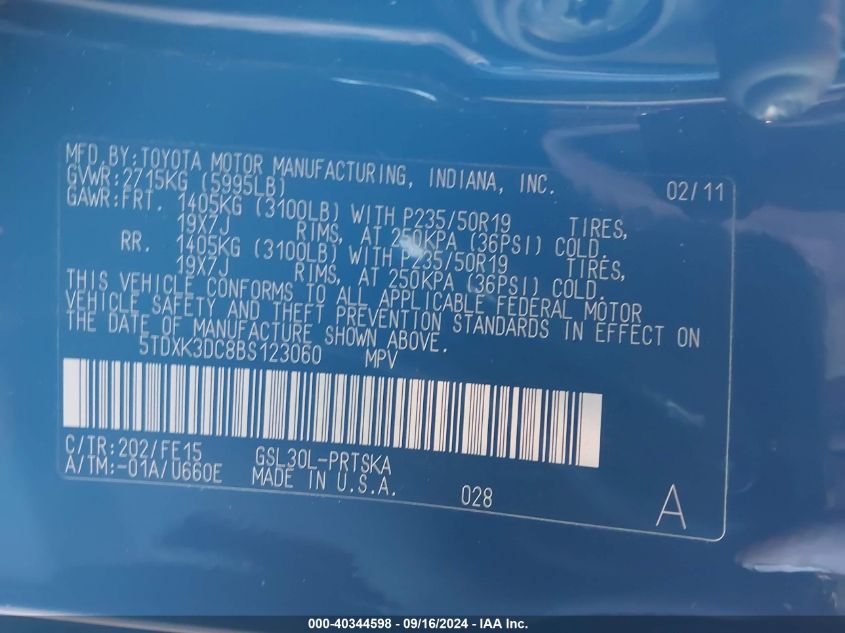 MFD BY:TOYOTA MOTOR MANUFACTURING, INDIANA, INC. 02/11
GVWR:2715KG (5995LB)
GAWR:FRT. 1405KG (3100LB) WITH P235/50R19 TIRES,
19X7J RIMS, AT 250KPA (36PSI) COLD.
RR. 1405KG (3100LB) WITH P235/50R19 TIRES,
19X7J RIMS, AT 250KPA (36PSI) COLD.
THIS VEHICLE CONFORMS TO ALL APPLICABLE FEDERAL MOTOR
VEHICLE SAFETY AND THEFT PREVENTION STANDARDS IN EFFECT ON
THE DATE OF MANUFACTURE SHOWN ABOVE.
5TDXK3DC8BS123060 MPV
C/TR:202/FE15 GSL30L-PRTSKA
A/TM:-01A/U660E MADE IN U.S.A. 028 A
000-40344598 - 09/16/2024 - IAA Inc.